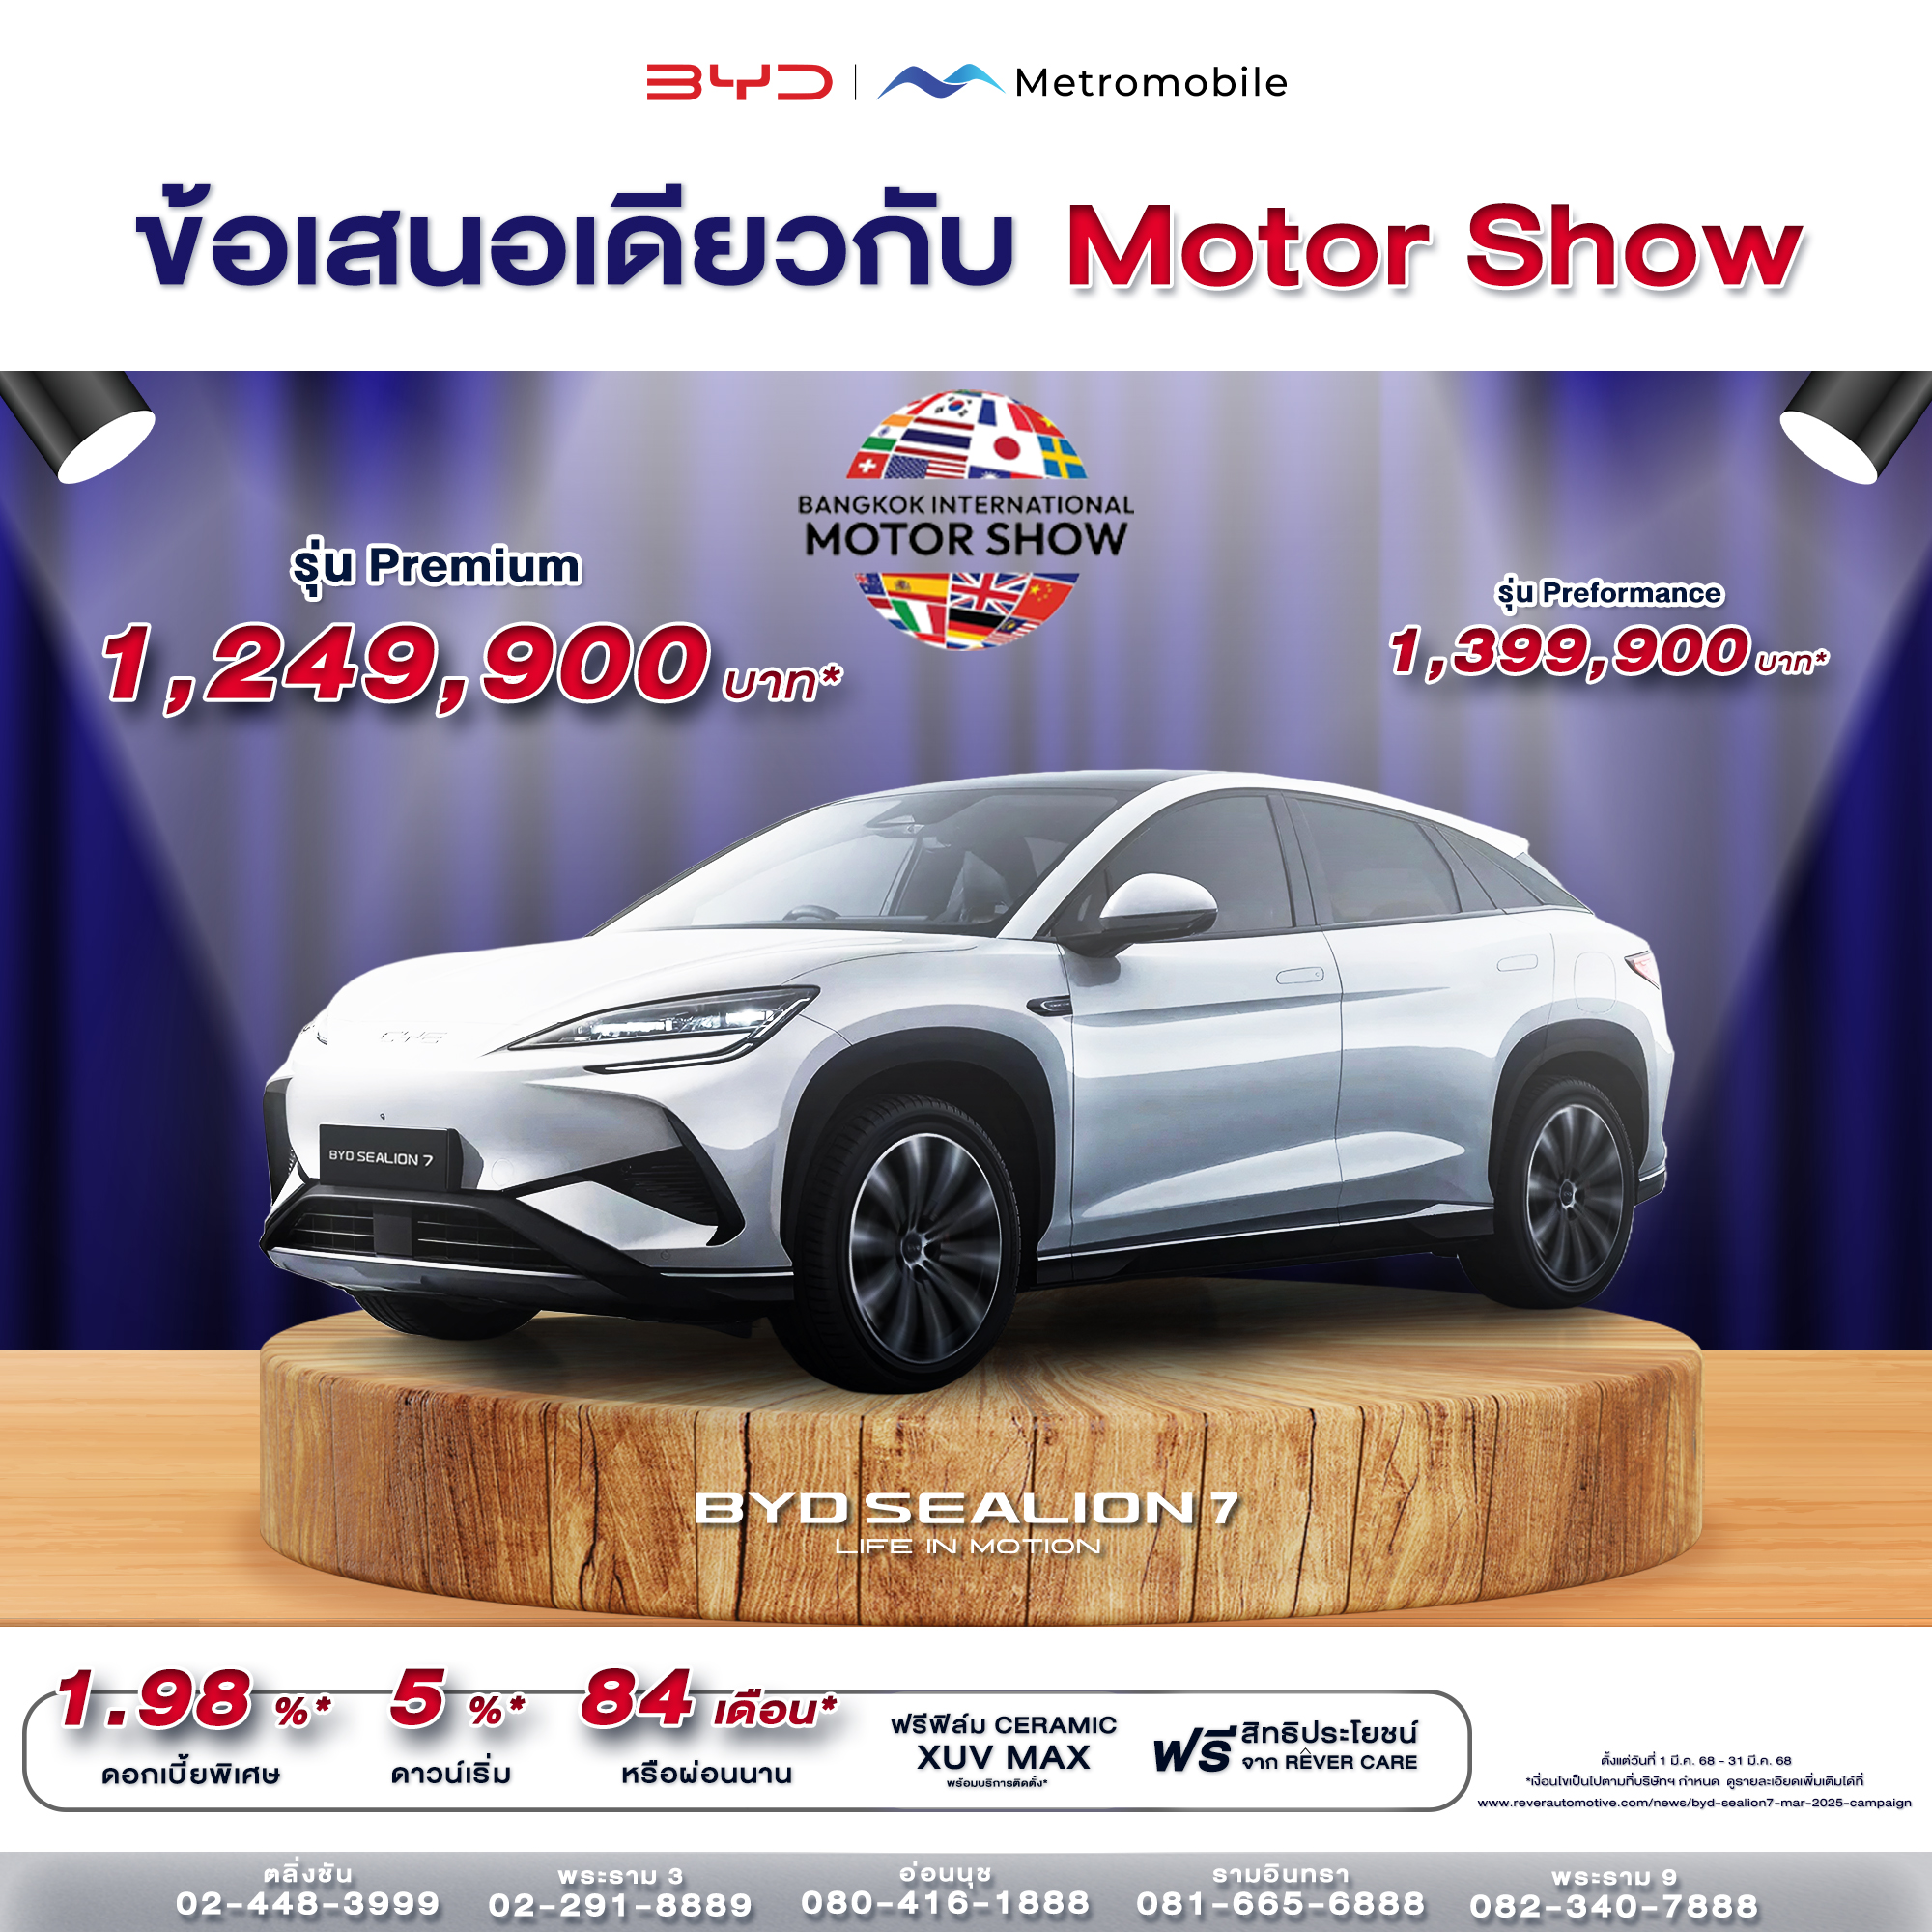 BYD | Metromobile
ข้อเสนอเดียวกับ Motor Show
BANGKOK INTERNATIONAL
MOTOR SHOW
รุ่น Premium
1,249,900 บาท*
รุ่น Preformance
1,399,900 บาท*
BYD SEALION 7
BYD SEALION 7
LIFE IN MOTION
1.98 %*
ดอกเบี้ยพิเศษ
5 %*
ดาวน์เริ่ม
84 เดือน*
หรือผ่อนนาน
ฟรีฟิล์ม CERAMIC
XUV MAX
พร้อมบริการติดตั้ง*
ฟรี สิทธิประโยชน์
จาก RÊVER CARE
ตั้งแต่วันที่ 1 มี.ค. 68 - 31 มี.ค. 68
*เงื่อนไขเป็นไปตามที่บริษัทฯ กำหนด ดูรายละเอียดเพิ่มเติมได้ที่
www.reverautomotive.com/news/byd-sealion7-mar-2025-campaign
ตลิ่งชัน
02-448-3999
พระราม 3
02-291-8889
อ่อนนุช
080-416-1888
รามอินทรา
081-665-6888
พระราม 9
082-340-7888